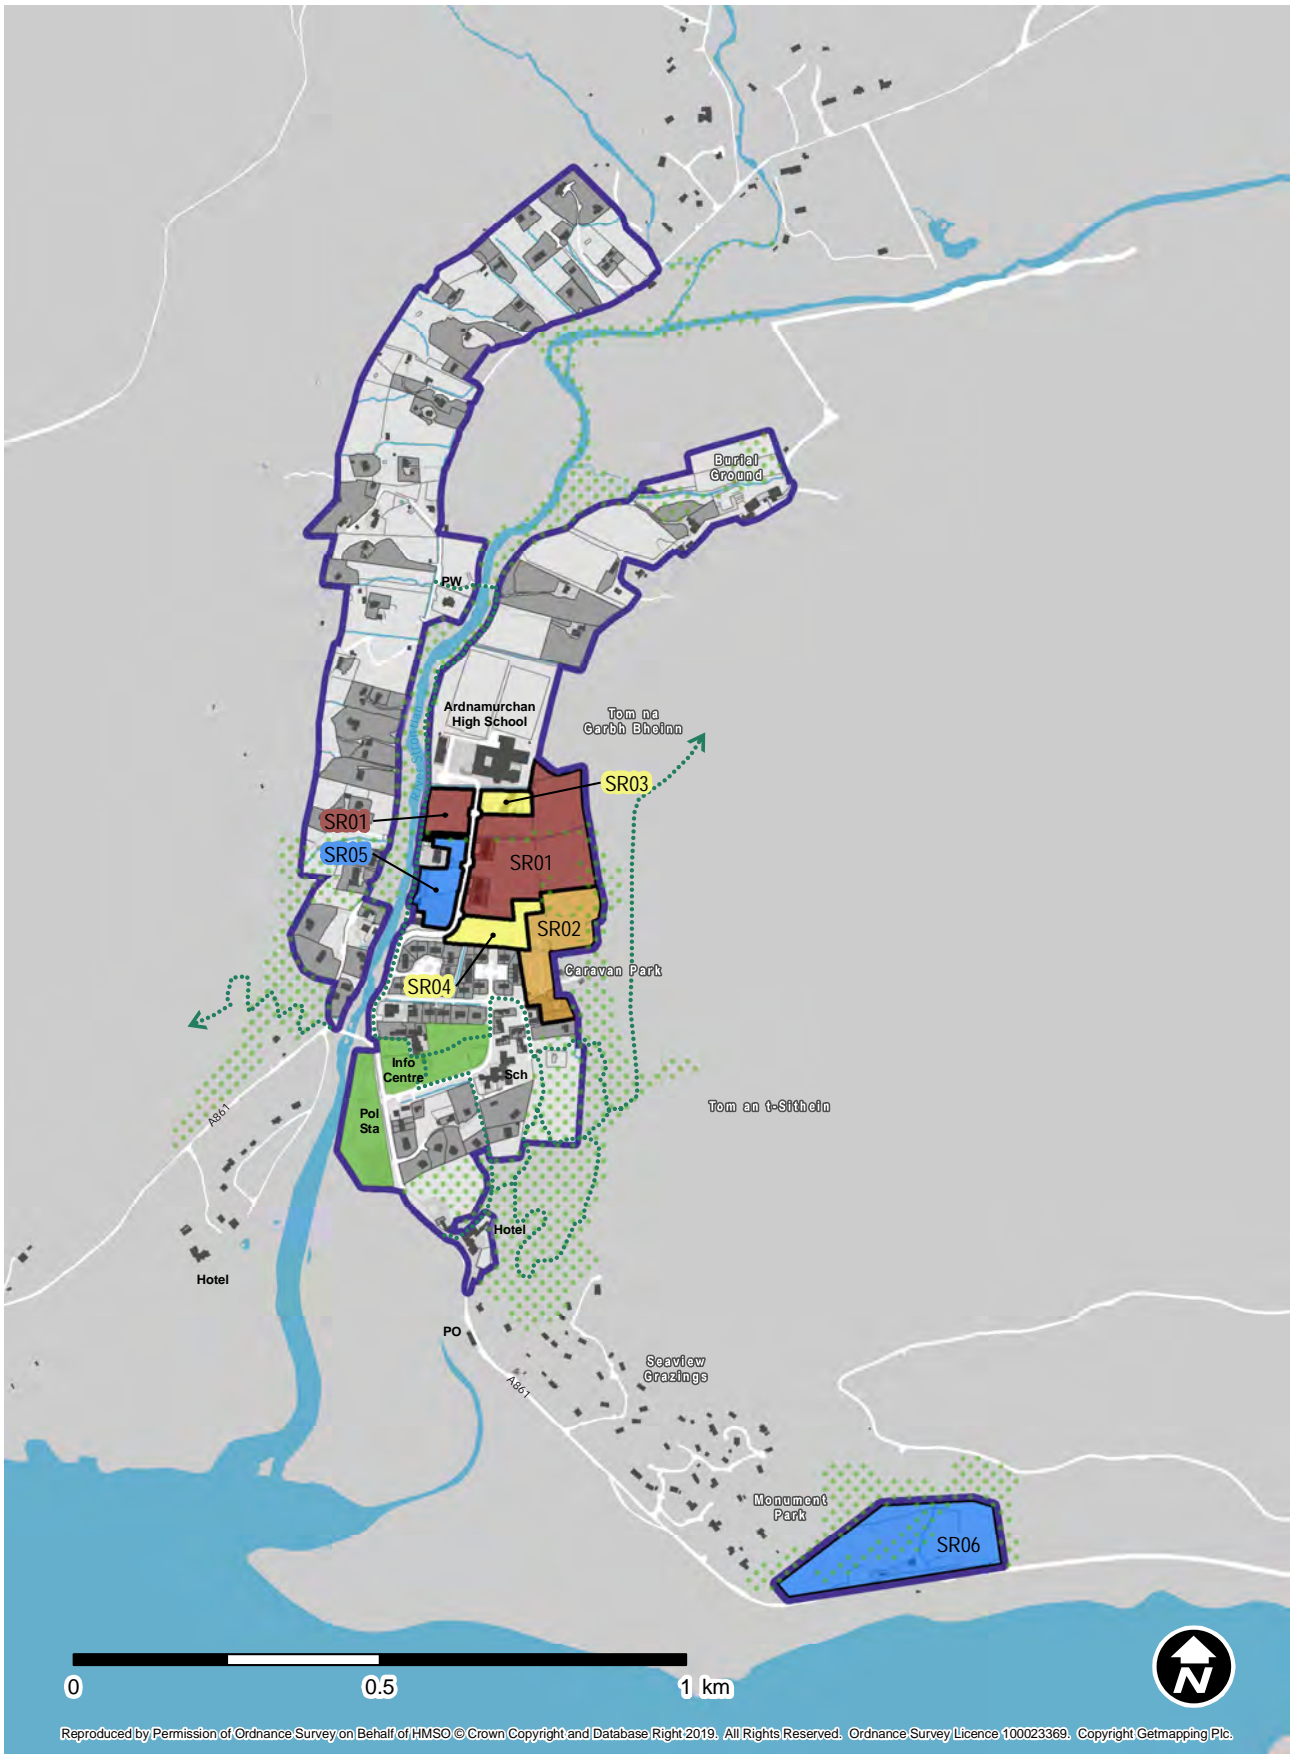 Burial
Ground
PW
River Strontian
Ardnamurchan
High School
Tom na
Garbh Bheinn
SR03
SR01
SR05
SR01
SR02
SR04
Caravan Park
Info
Centre
Sch
Pol
Sta
A861
Tom an t-Sithein
Hotel
Hotel
PO
A861
Seaview
Grazings
Monument
Park
SR06
0
0.5
1 km
N
Reproduced by Permission of Ordnance Survey on Behalf of HMSO © Crown Copyright and Database Right 2019. All Rights Reserved. Ordnance Survey Licence 100023369. Copyright Getmapping Plc.